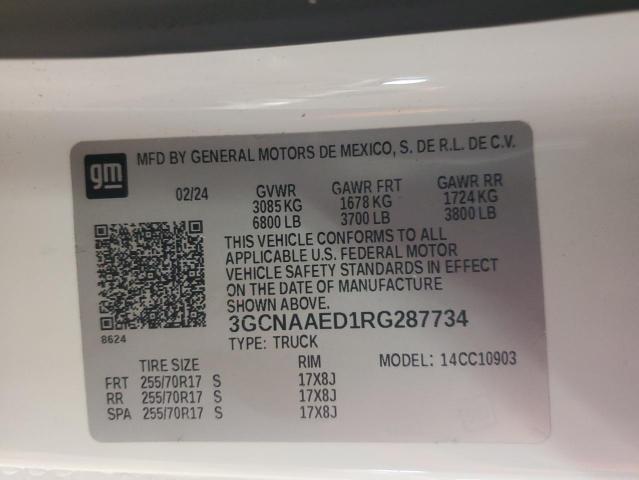 gm MFD BY GENERAL MOTORS DE MEXICO, S. DE R.L. DE C.V.
02/24 GVWR GAWR FRT GAWR RR
3085 KG 1678 KG 1724 KG
6800 LB 3700 LB 3800 LB
THIS VEHICLE CONFORMS TO ALL
APPLICABLE U.S. FEDERAL MOTOR
VEHICLE SAFETY STANDARDS IN EFFECT
ON THE DATE OF MANUFACTURE
SHOWN ABOVE.
8624 3GCNAAED1RG287734
TYPE: TRUCK
TIRE SIZE RIM MODEL: 14CC10903
FRT 255/70R17 S 17X8J
RR 255/70R17 S 17X8J
SPA 255/70R17 S 17X8J